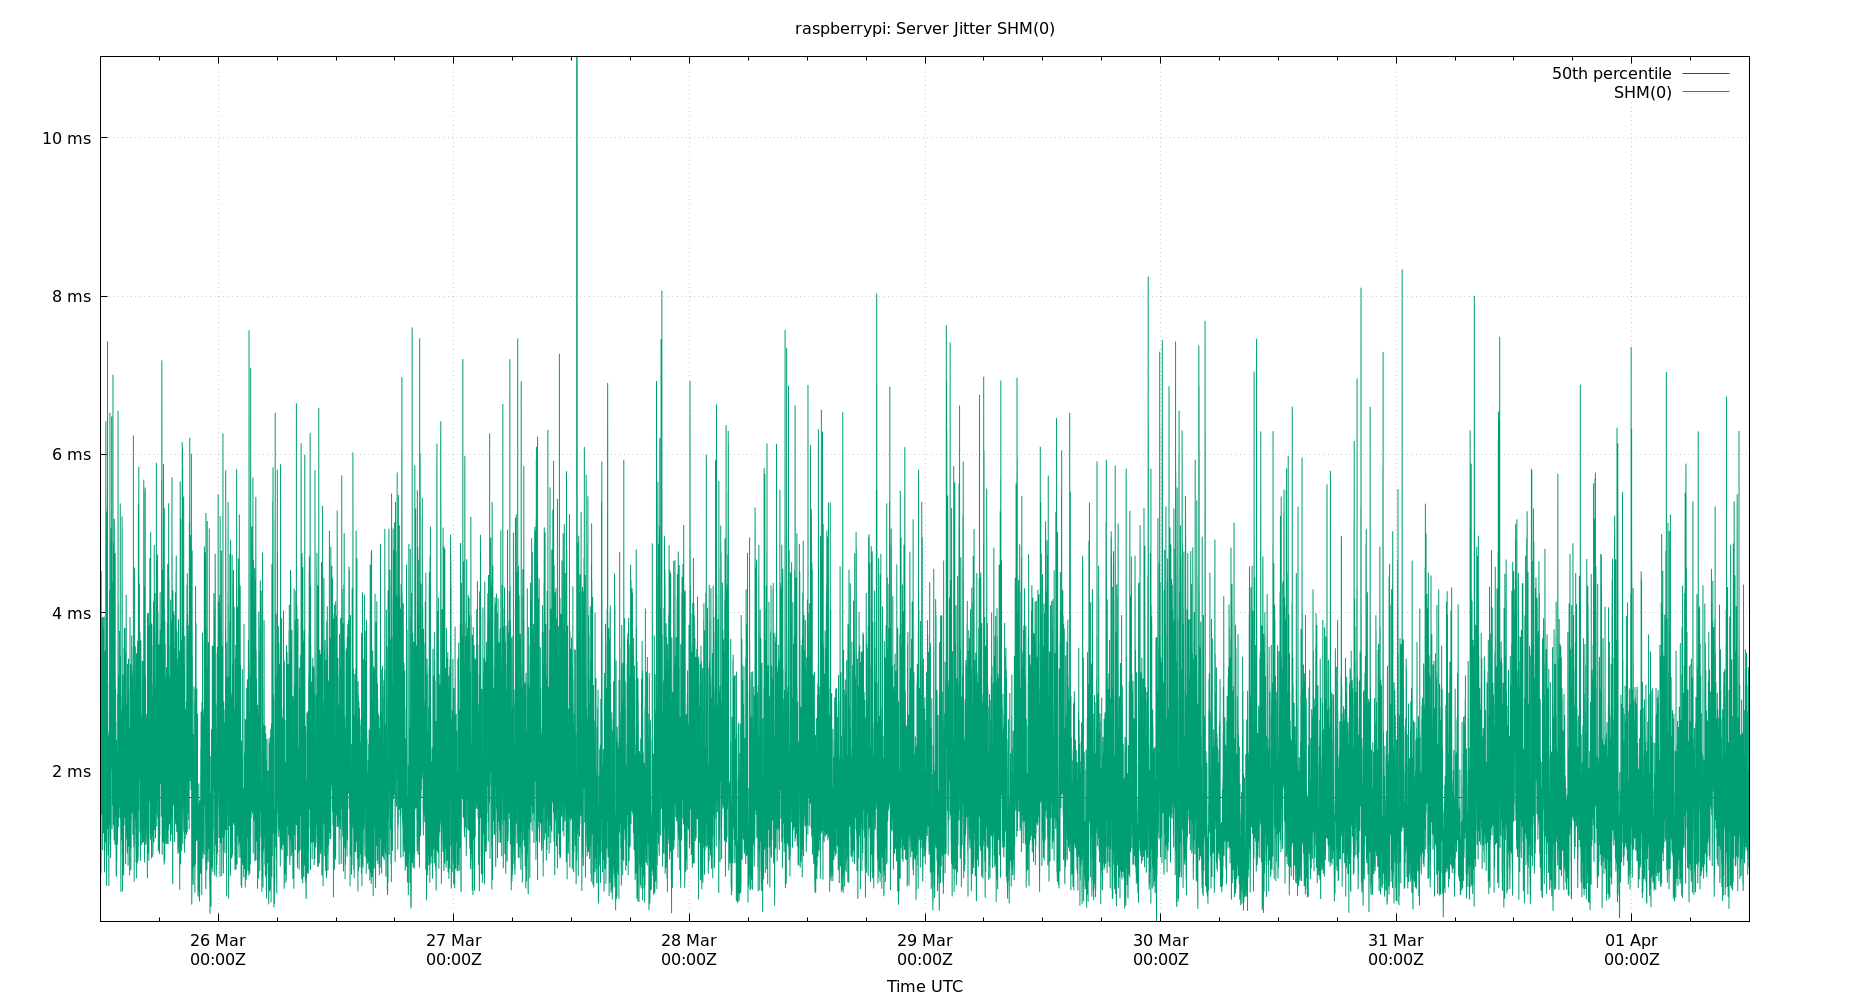 raspberrypi: Server Jitter SHM(0)
50th percentile
SHM(0)
10 ms
8 ms
6 ms
4 ms
2 ms
26 Mar
00:00Z
27 Mar
00:00Z
28 Mar
00:00Z
29 Mar
00:00Z
30 Mar
00:00Z
31 Mar
00:00Z
01 Apr
00:00Z
Time UTC